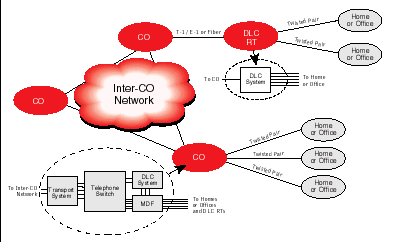 CO
T-1 / E-1 or Fiber
DLC
RT
Twisted Pair
Home
or Office
Twisted Pair
Home
or Office
To CO
DLC
System
To Home
or Office
Inter-CO
Network
CO
CO
Twisted Pair
Home
or Office
Twisted Pair
Home
or Office
Twisted Pair
Home
or Office
To Inter-CO
Network
Transport
System
Telephone
Switch
DLC
System
MDF
To Homes
or Offices
and DLC RTs